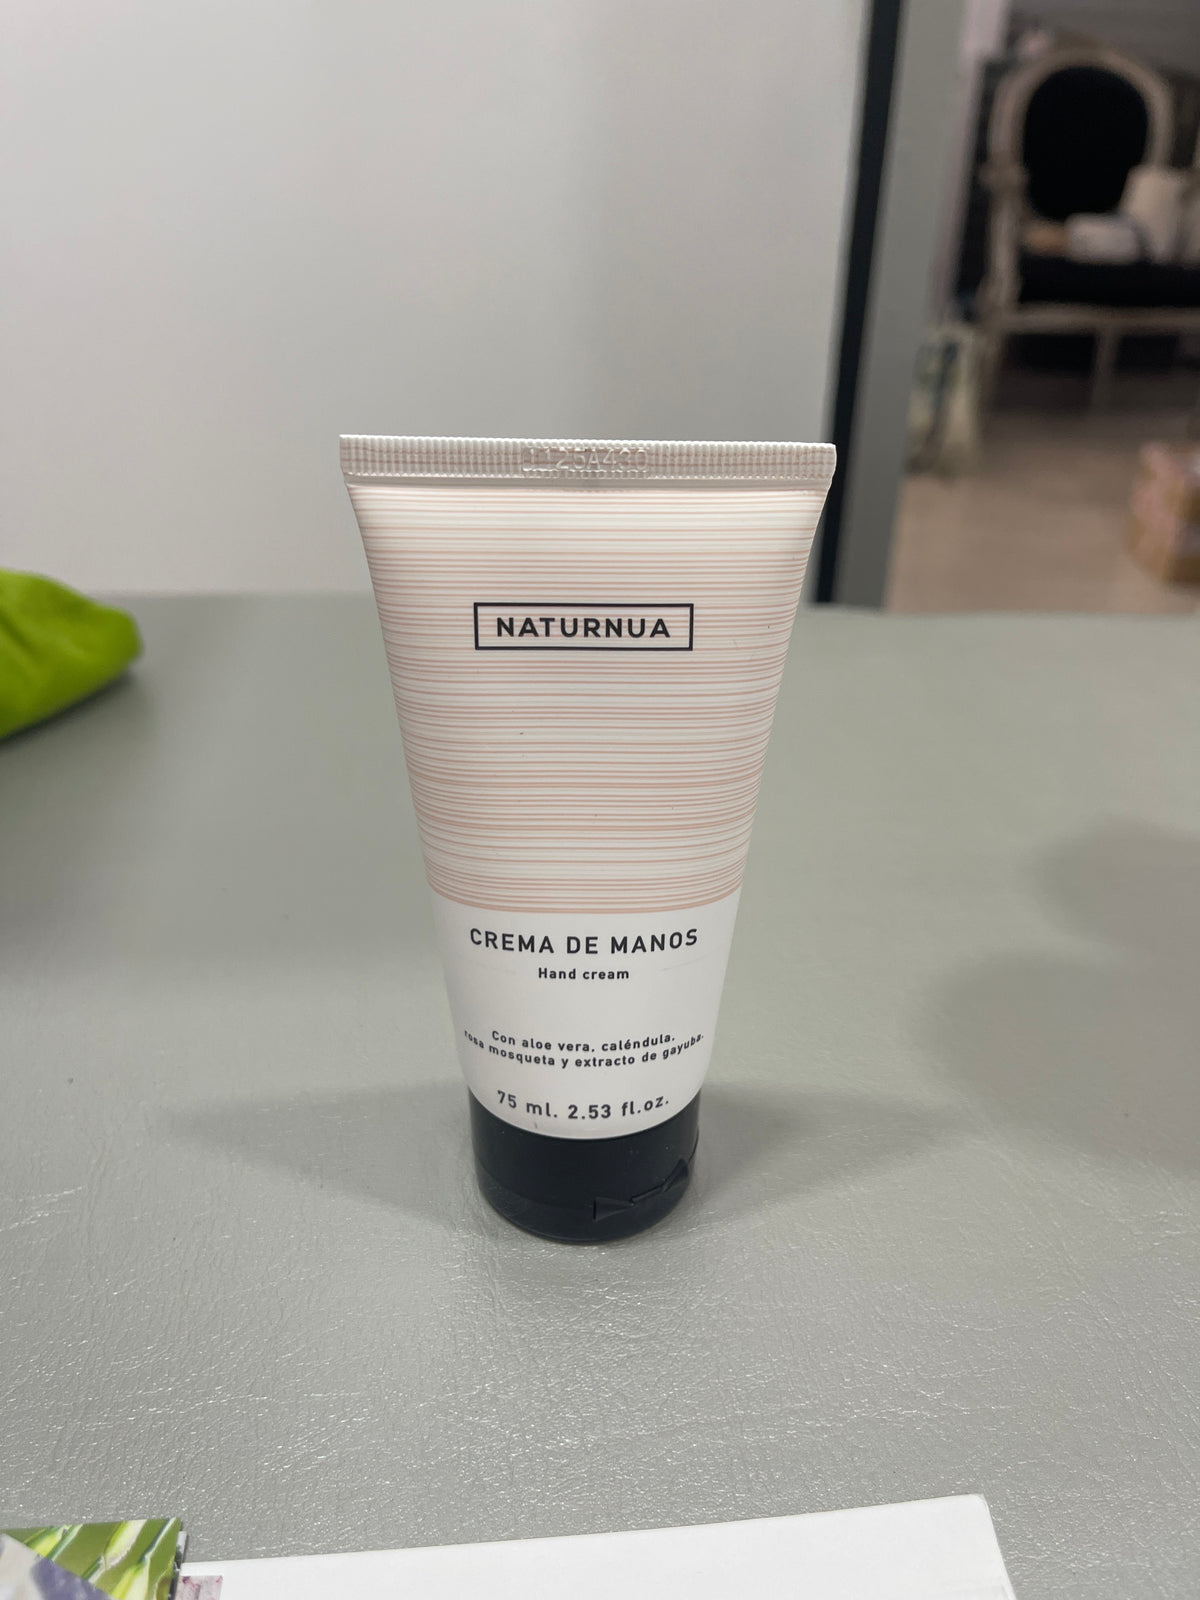 NATURNUA
CREMA DE MANOS
Hand cream
Con aloe vera, caléndula,
rosa mosqueta y extracto de gayuba.
75 ml. 2.53 fl.oz.